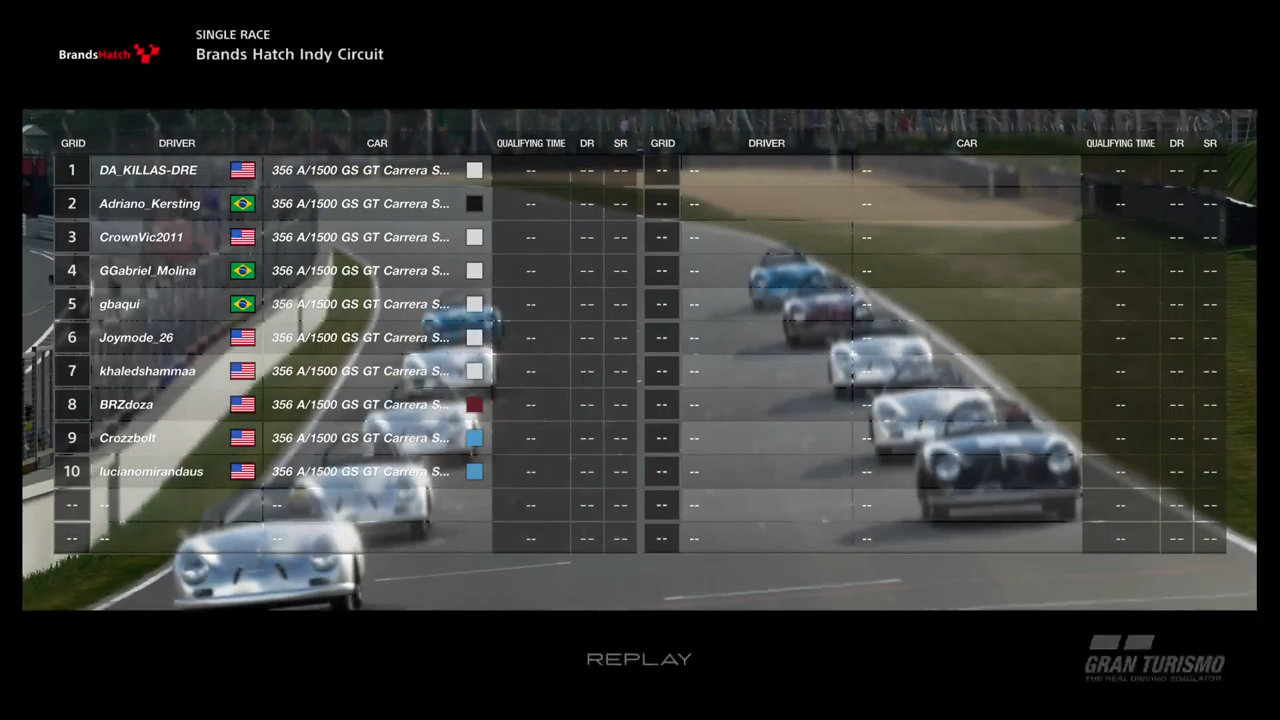 SINGLE RACE
BrandsHatch Brands Hatch Indy Circuit
GRID DRIVER CAR QUALIFYING TIME DR SR GRID DRIVER CAR QUALIFYING TIME DR SR
1 DA_KILLAS-DRE 356 A/1500 GS GT Carrera S... -- -- -- -- -- -- -- -- --
2 Adriano_Kersting 356 A/1500 GS GT Carrera S... -- -- -- -- -- -- -- -- --
3 CrownVic2011 356 A/1500 GS GT Carrera S... -- -- -- -- -- -- -- -- --
4 GGabriel_Molina 356 A/1500 GS GT Carrera S... -- -- -- -- -- -- -- -- --
5 gbaqui 356 A/1500 GS GT Carrera S... -- -- -- -- -- -- -- -- --
6 Joymode_26 356 A/1500 GS GT Carrera S... -- -- -- -- -- -- -- -- --
7 khaledshammaa 356 A/1500 GS GT Carrera S... -- -- -- -- -- -- -- -- --
8 BRZdoza 356 A/1500 GS GT Carrera S... -- -- -- -- -- -- -- -- --
9 Crozzbolt 356 A/1500 GS GT Carrera S... -- -- -- -- -- -- -- -- --
10 lucianomirandaus 356 A/1500 GS GT Carrera S... -- -- -- -- -- -- -- -- --
-- -- -- -- -- -- -- -- -- -- -- --
-- -- -- -- -- -- -- -- -- -- -- --
REPLAY
GRAN TURISMO
THE REAL DRIVING SIMULATOR